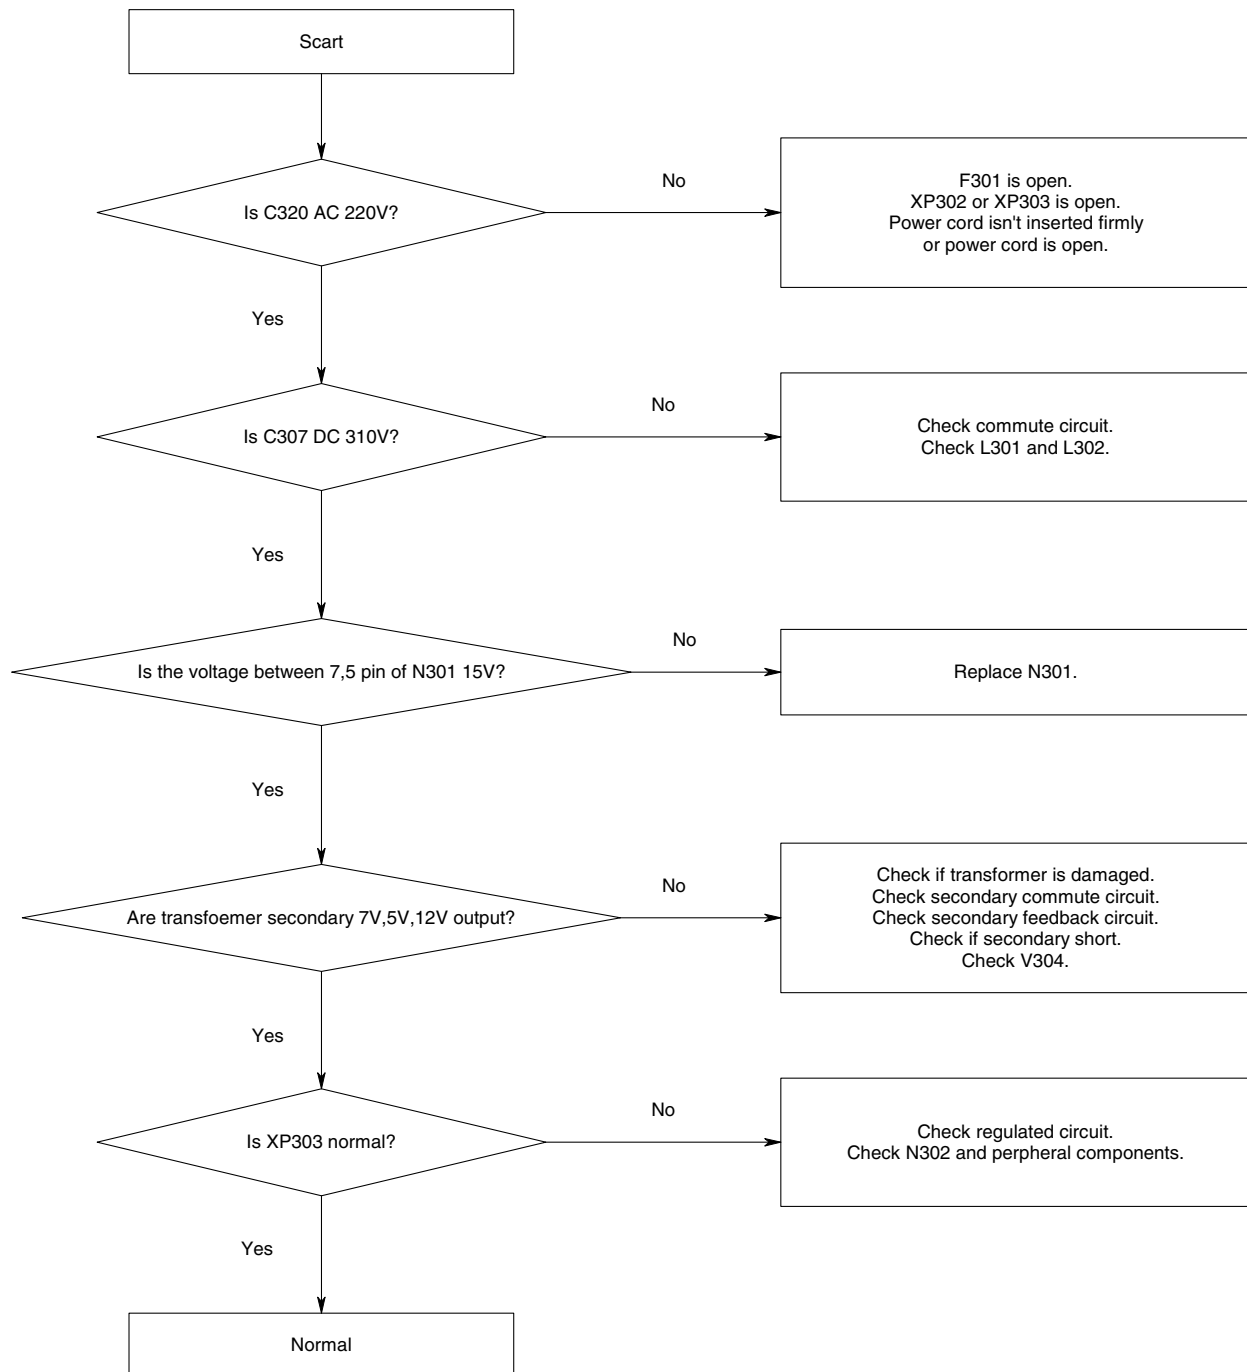 Scart
Is C320 AC 220V?
No
F301 is open.
XP302 or XP303 is open.
Power cord isn't inserted firmly
or power cord is open.
Yes
Is C307 DC 310V?
No
Check commute circuit.
Check L301 and L302.
Yes
Is the voltage between 7,5 pin of N301 15V?
No
Replace N301.
Yes
Are transfoemer secondary 7V,5V,12V output?
No
Check if transformer is damaged.
Check secondary commute circuit.
Check secondary feedback circuit.
Check if secondary short.
Check V304.
Yes
Is XP303 normal?
No
Check regulated circuit.
Check N302 and perpheral components.
Yes
Normal